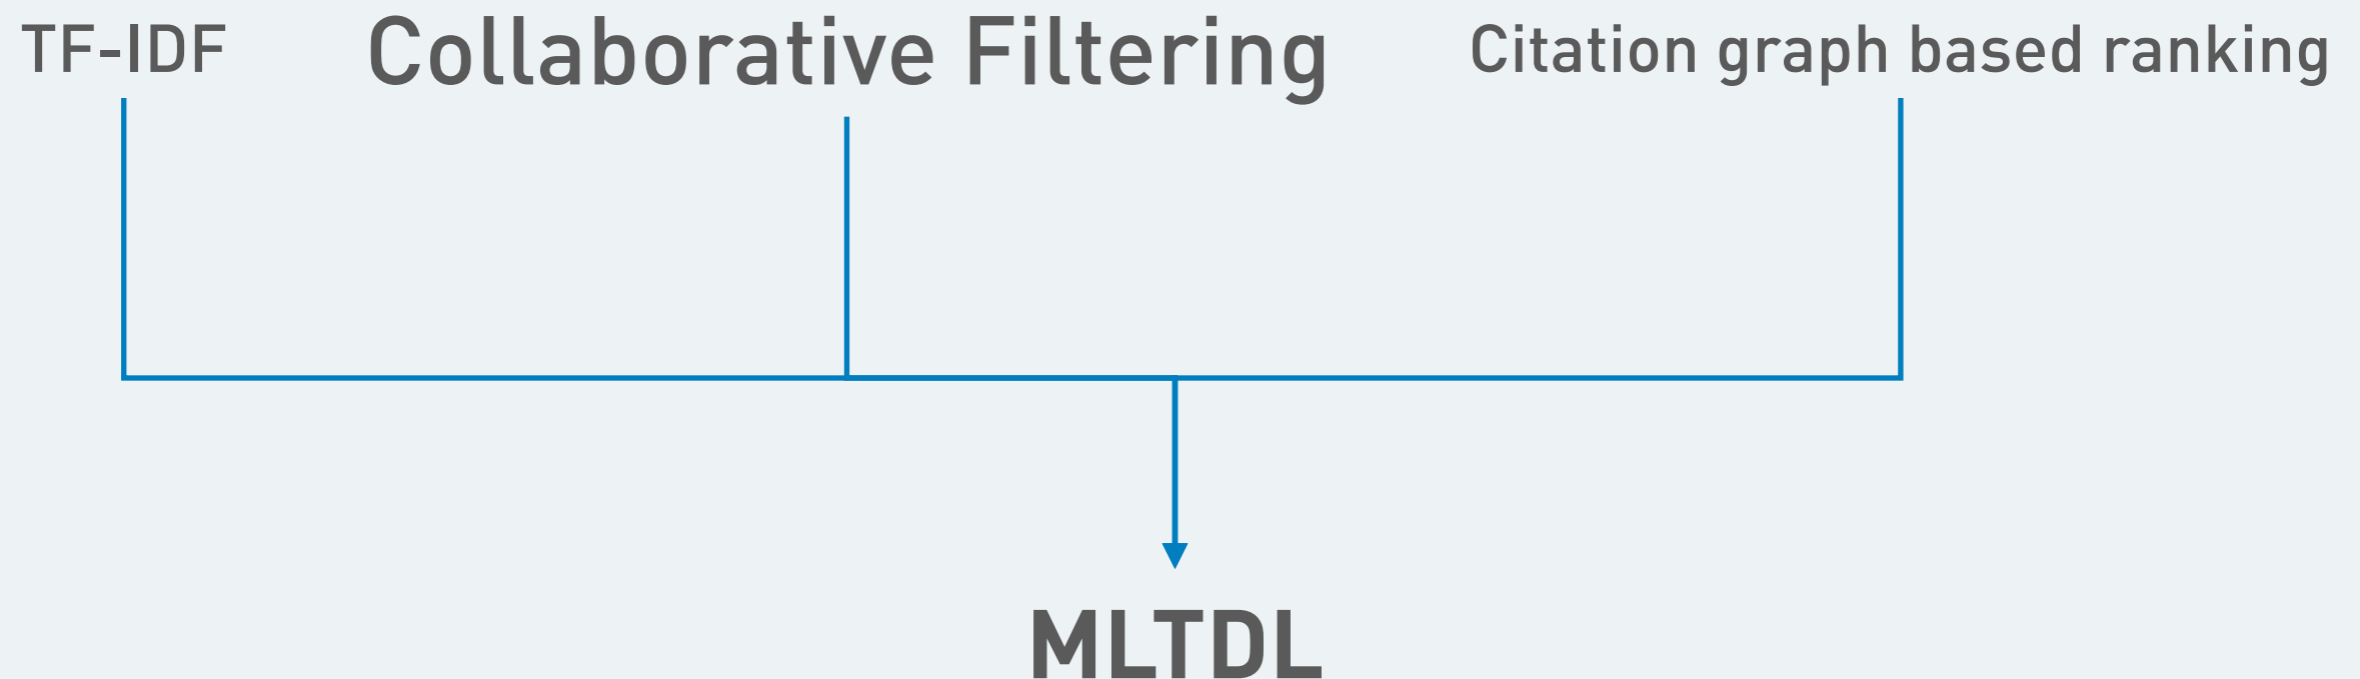 TF-IDF
Collaborative Filtering
Citation graph based ranking
MLTDL